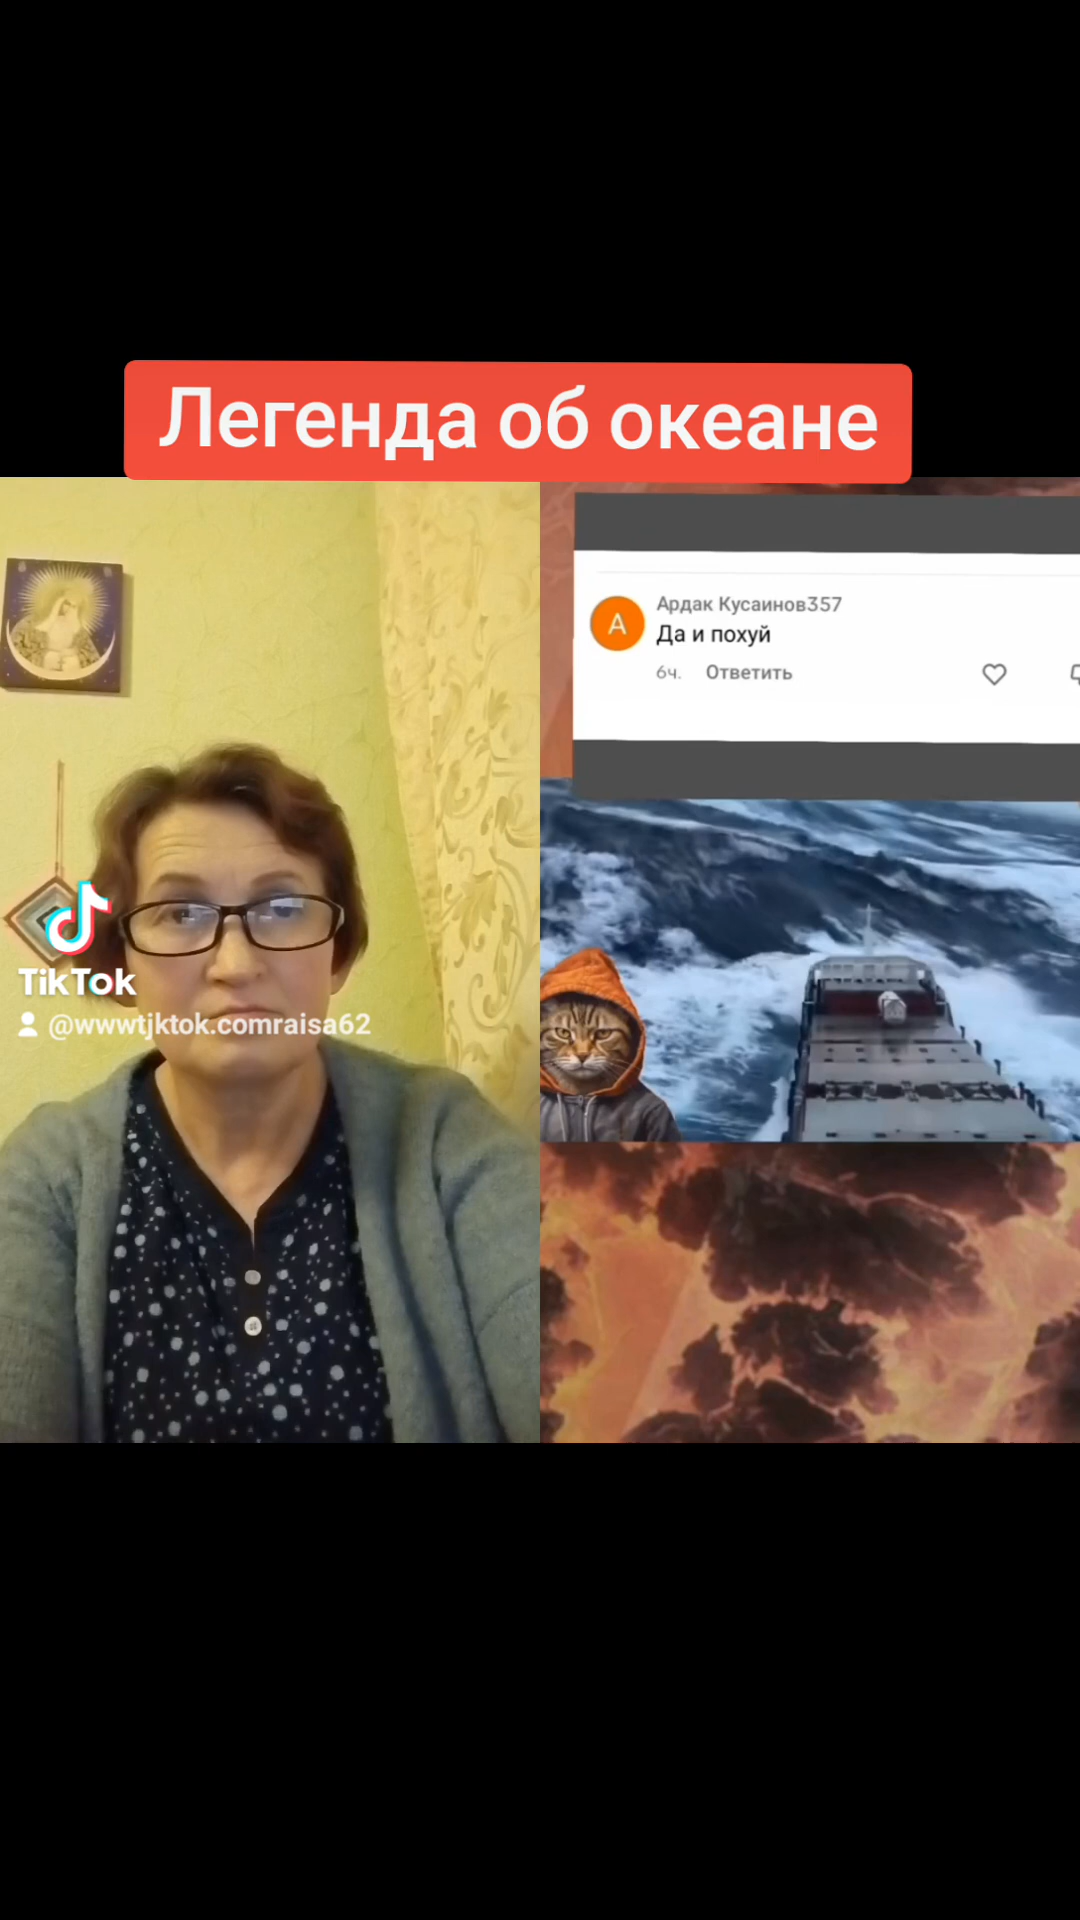 Легенда об океане
Ардак Кусаинов357
А
Да и похуй
6ч. Ответить
TikTok
@wwwtjktok.comraisa62